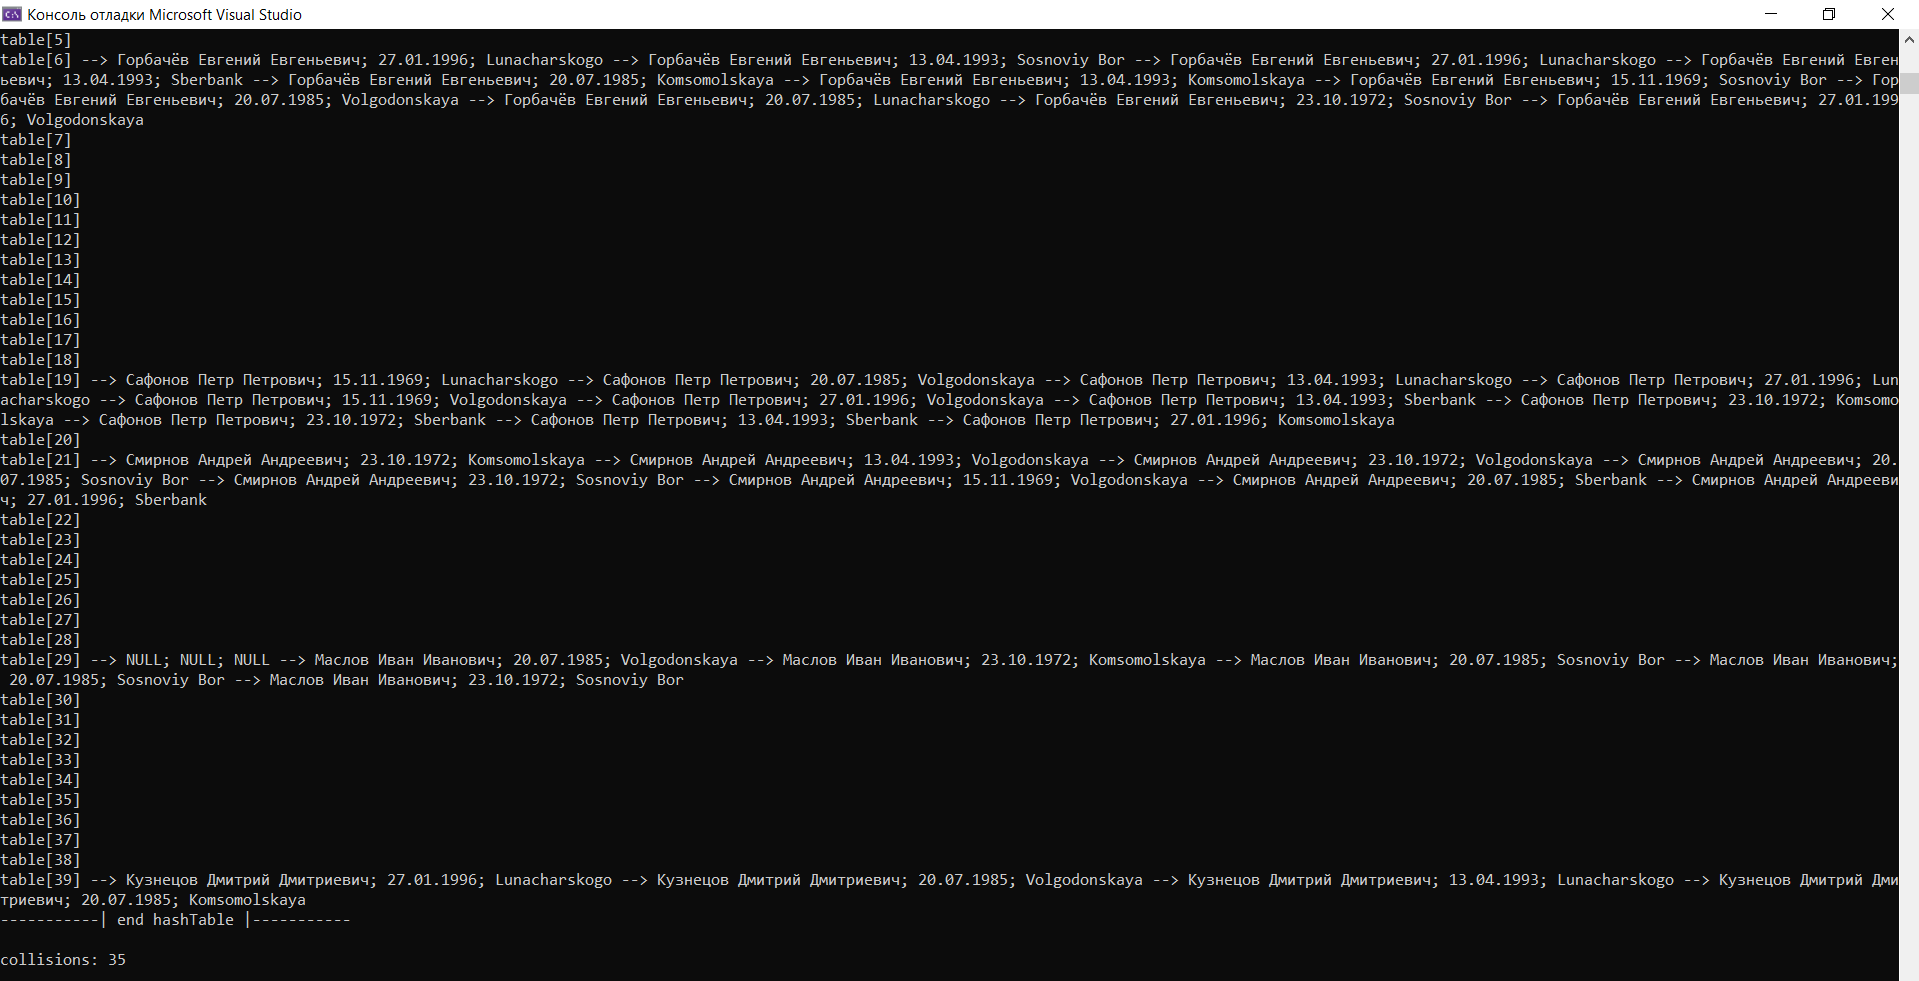 Консоль отладки Microsoft Visual Studio
table[5]
table[6] --> Горбачёв Евгений Евгеньевич; 27.01.1996; Lunacharskogo --> Горбачёв Евгений Евгеньевич; 13.04.1993; Sosnoviy Bor --> Горбачёв Евгений Евгеньевич; 27.01.1996; Lunacharskogo --> Горбачёв Евгений Евген
ьевич; 13.04.1993; Sberbank --> Горбачёв Евгений Евгеньевич; 20.07.1985; Komsomolskaya --> Горбачёв Евгений Евгеньевич; 13.04.1993; Komsomolskaya --> Горбачёв Евгений Евгеньевич; 15.11.1969; Sosnoviy Bor --> Гор
бачёв Евгений Евгеньевич; 20.07.1985; Volgodonskaya --> Горбачёв Евгений Евгеньевич; 20.07.1985; Lunacharskogo --> Горбачёв Евгений Евгеньевич; 23.10.1972; Sosnoviy Bor --> Горбачёв Евгений Евгеньевич; 27.01.199
6; Volgodonskaya
table[7]
table[8]
table[9]
table[10]
table[11]
table[12]
table[13]
table[14]
table[15]
table[16]
table[17]
table[18]
table[19] --> Сафонов Петр Петрович; 15.11.1969; Lunacharskogo --> Сафонов Петр Петрович; 20.07.1985; Volgodonskaya --> Сафонов Петр Петрович; 13.04.1993; Lunacharskogo --> Сафонов Петр Петрович; 27.01.1996; Lun
acharskogo --> Сафонов Петр Петрович; 15.11.1969; Volgodonskaya --> Сафонов Петр Петрович; 27.01.1996; Volgodonskaya --> Сафонов Петр Петрович; 13.04.1993; Sberbank --> Сафонов Петр Петрович; 23.10.1972; Komsomo
lskaya --> Сафонов Петр Петрович; 23.10.1972; Sberbank --> Сафонов Петр Петрович; 13.04.1993; Sberbank --> Сафонов Петр Петрович; 27.01.1996; Komsomolskaya
table[20]
table[21] --> Смирнов Андрей Андреевич; 23.10.1972; Komsomolskaya --> Смирнов Андрей Андреевич; 13.04.1993; Volgodonskaya --> Смирнов Андрей Андреевич; 23.10.1972; Volgodonskaya --> Смирнов Андрей Андреевич; 20.
07.1985; Sosnoviy Bor --> Смирнов Андрей Андреевич; 23.10.1972; Sosnoviy Bor --> Смирнов Андрей Андреевич; 15.11.1969; Volgodonskaya --> Смирнов Андрей Андреевич; 20.07.1985; Sberbank --> Смирнов Андрей Андрееви
ч; 27.01.1996; Sberbank
table[22]
table[23]
table[24]
table[25]
table[26]
table[27]
table[28]
table[29] --> NULL; NULL; NULL --> Маслов Иван Иванович; 20.07.1985; Volgodonskaya --> Маслов Иван Иванович; 23.10.1972; Komsomolskaya --> Маслов Иван Иванович; 20.07.1985; Sosnoviy Bor --> Маслов Иван Иванович;
20.07.1985; Sosnoviy Bor --> Маслов Иван Иванович; 23.10.1972; Sosnoviy Bor
table[30]
table[31]
table[32]
table[33]
table[34]
table[35]
table[36]
table[37]
table[38]
table[39] --> Кузнецов Дмитрий Дмитриевич; 27.01.1996; Lunacharskogo --> Кузнецов Дмитрий Дмитриевич; 20.07.1985; Volgodonskaya --> Кузнецов Дмитрий Дмитриевич; 13.04.1993; Lunacharskogo --> Кузнецов Дмитрий Дми
триевич; 20.07.1985; Komsomolskaya
-----------| end hashTable |-----------
collisions: 35